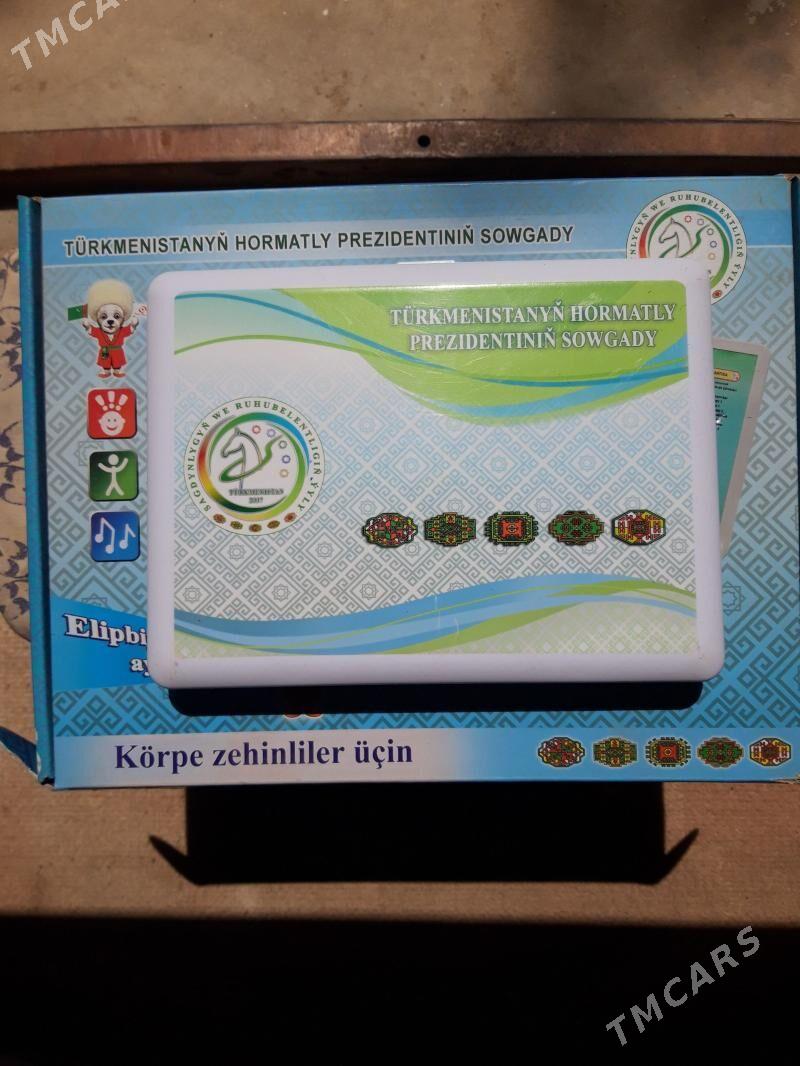 TMCARS
TÜRKMENISTANYŇ HORMATLY PREZIDENTINIŇ SOWGADY
TÜRKMENISTANYŇ HORMATLY
PREZIDENTINIŇ SOWGADY
SAGDYNLYGYŇ WE RUHUBELENTLIGIŇ ÝYLY
TÜRKMENISTAN
2017
Körpe zehinliler üçin
TMCARS